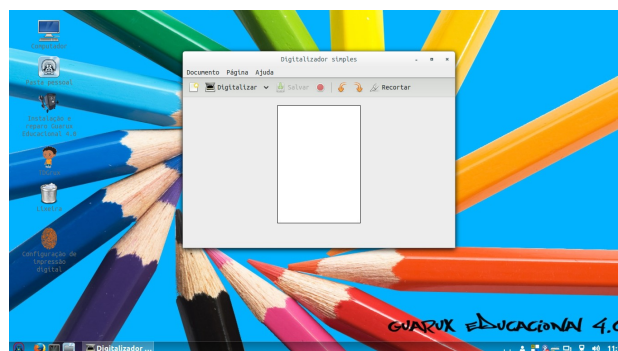 Computador
Pasta pessoal
Instalação e
reparo Guarux
Educacional 4.0
Lixeira
Configuração de
impressão
digital
Digitalizador simples
Documento Página Ajuda
Digitalizar Salvar Recortar
GUARUX EDUCACIONAL 4.0
Digitalizador ...
11: